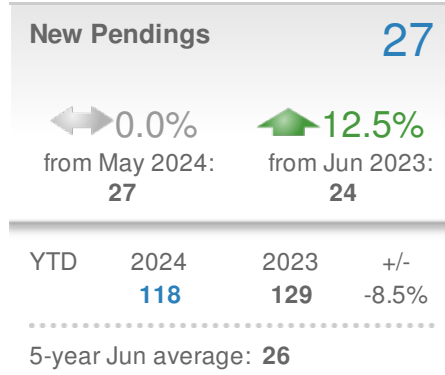 New Pendings 27
0.0% 12.5%
from May 2024: from Jun 2023:
27 24
YTD 2024 2023 +/-
118 129 -8.5%
5-year Jun average: 26